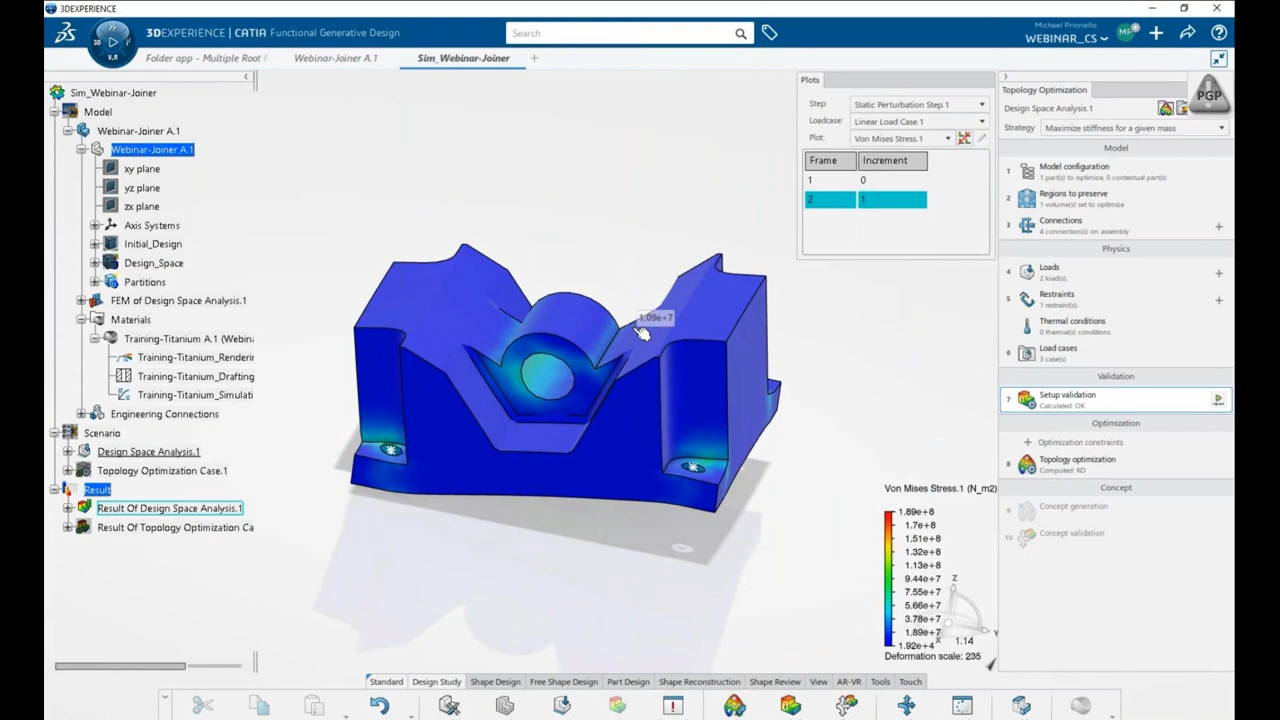 3DEXPERIENCE
3DEXPERIENCE | CATIA Functional Generative Design
Search
Michael Prioriello
WEBINAR_CS
MP
3D
V.R
Folder app - Multiple Root F
Webinar-Joiner A.1
Sim_Webinar-Joiner
Sim_Webinar-Joiner
Model
Webinar-Joiner A.1
Webinar-Joiner A.1
xy plane
yz plane
zx plane
Axis Systems
Initial_Design
Design_Space
Partitions
FEM of Design Space Analysis.1
Materials
Training-Titanium A.1 (Webina
Training-Titanium_Renderin
Training-Titanium_Drafting
Training-Titanium_Simulati
Engineering Connections
Scenario
Design Space Analysis.1
Topology Optimization Case.1
Result
Result Of Design Space Analysis.1
Result Of Topology Optimization Ca
1.09e+7
Plots
Step: Static Perturbation Step.1
Loadcase: Linear Load Case.1
Plot: Von Mises Stress.1
Frame Increment
1 0
2 1
Von Mises Stress.1 (N_m2)
1.89e+8
1.7e+8
1.51e+8
1.32e+8
1.13e+8
9.44e+7
7.55e+7
5.66e+7
3.78e+7
1.89e+7
1.92e+4
Z
Y
X
1.14
Deformation scale: 235
Topology Optimization
PGP
Design Space Analysis.1
Strategy Maximize stiffness for a given mass
Model
1 Model configuration
1 part(s) to optimize, 0 contextual part(s)
2 Regions to preserve
1 volume(s) set to optimize
3 Connections
4 connection(s) on assembly
Physics
4 Loads
2 load(s).
5 Restraints
1 restraint(s).
Thermal conditions
0 thermal condition(s).
6 Load cases
3 case(s)
Validation
7 Setup validation
Calculated: OK
Optimization
Optimization constraints
8 Topology optimization
Computed: KO
Concept
9 Concept generation
10 Concept validation
Standard Design Study Shape Design Free Shape Design Part Design Shape Reconstruction Shape Review View AR-VR Tools Touch